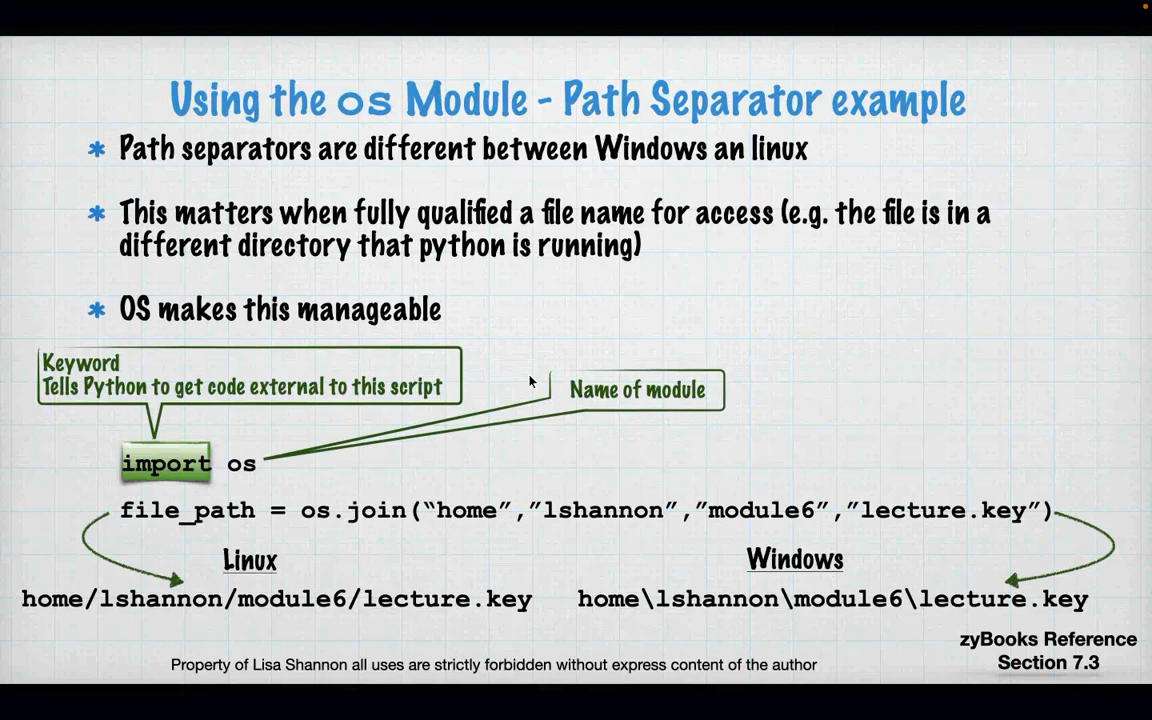 Using the os Module - Path Separator example
* Path separators are different between Windows an linux
* This matters when fully qualified a file name for access (e.g. the file is in a
different directory that python is running)
* OS makes this manageable
Keyword
Tells Python to get code external to this script
Name of module
import os
file_path = os.join(“home”,”lshannon”,”module6”,”lecture.key”)
Linux
Windows
home/lshannon/module6/lecture.key
home\lshannon\module6\lecture.key
zyBooks Reference
Section 7.3
Property of Lisa Shannon all uses are strictly forbidden without express content of the author